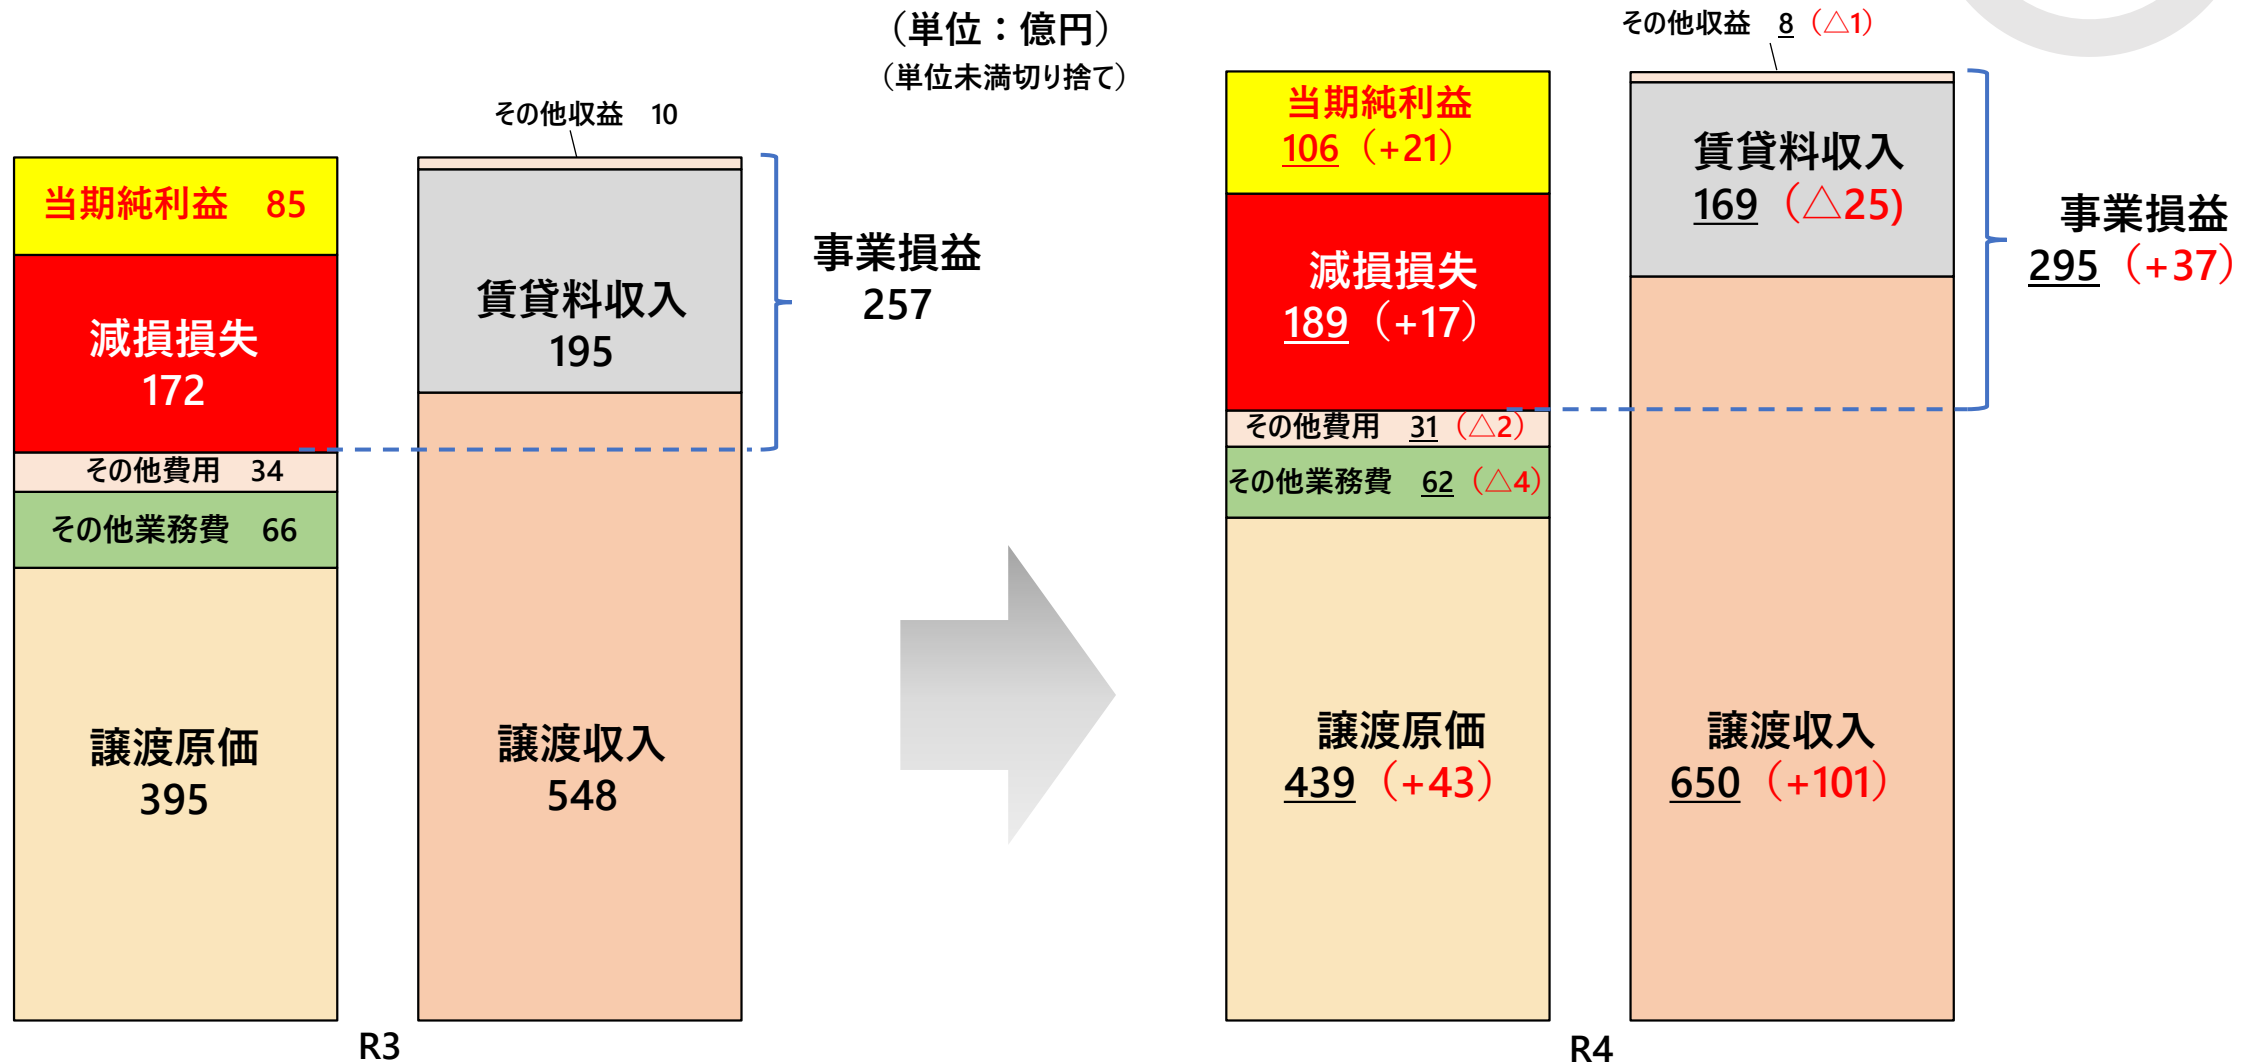 （単位：億円）
（単位未満切り捨て）
その他収益　10
当期純利益　85
減損損失
172
その他費用　34
その他業務費　66
譲渡原価
395
賃貸料収入
195
譲渡収入
548
事業損益
257
R3
その他収益　8（△1）
当期純利益
106（+21）
減損損失
189（+17）
その他費用　31（△2）
その他業務費　62（△4）
譲渡原価
439（+43）
賃貸料収入
169（△25)
譲渡収入
650（+101）
事業損益
295（+37）
R4